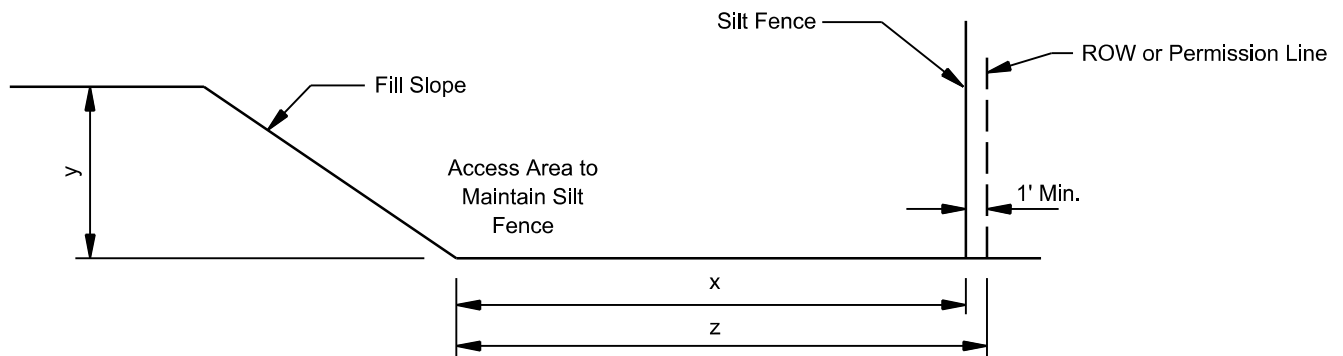 Silt Fence
ROW or Permission Line
Fill Slope
y
Access Area to
Maintain Silt
Fence
1' Min.
x
z